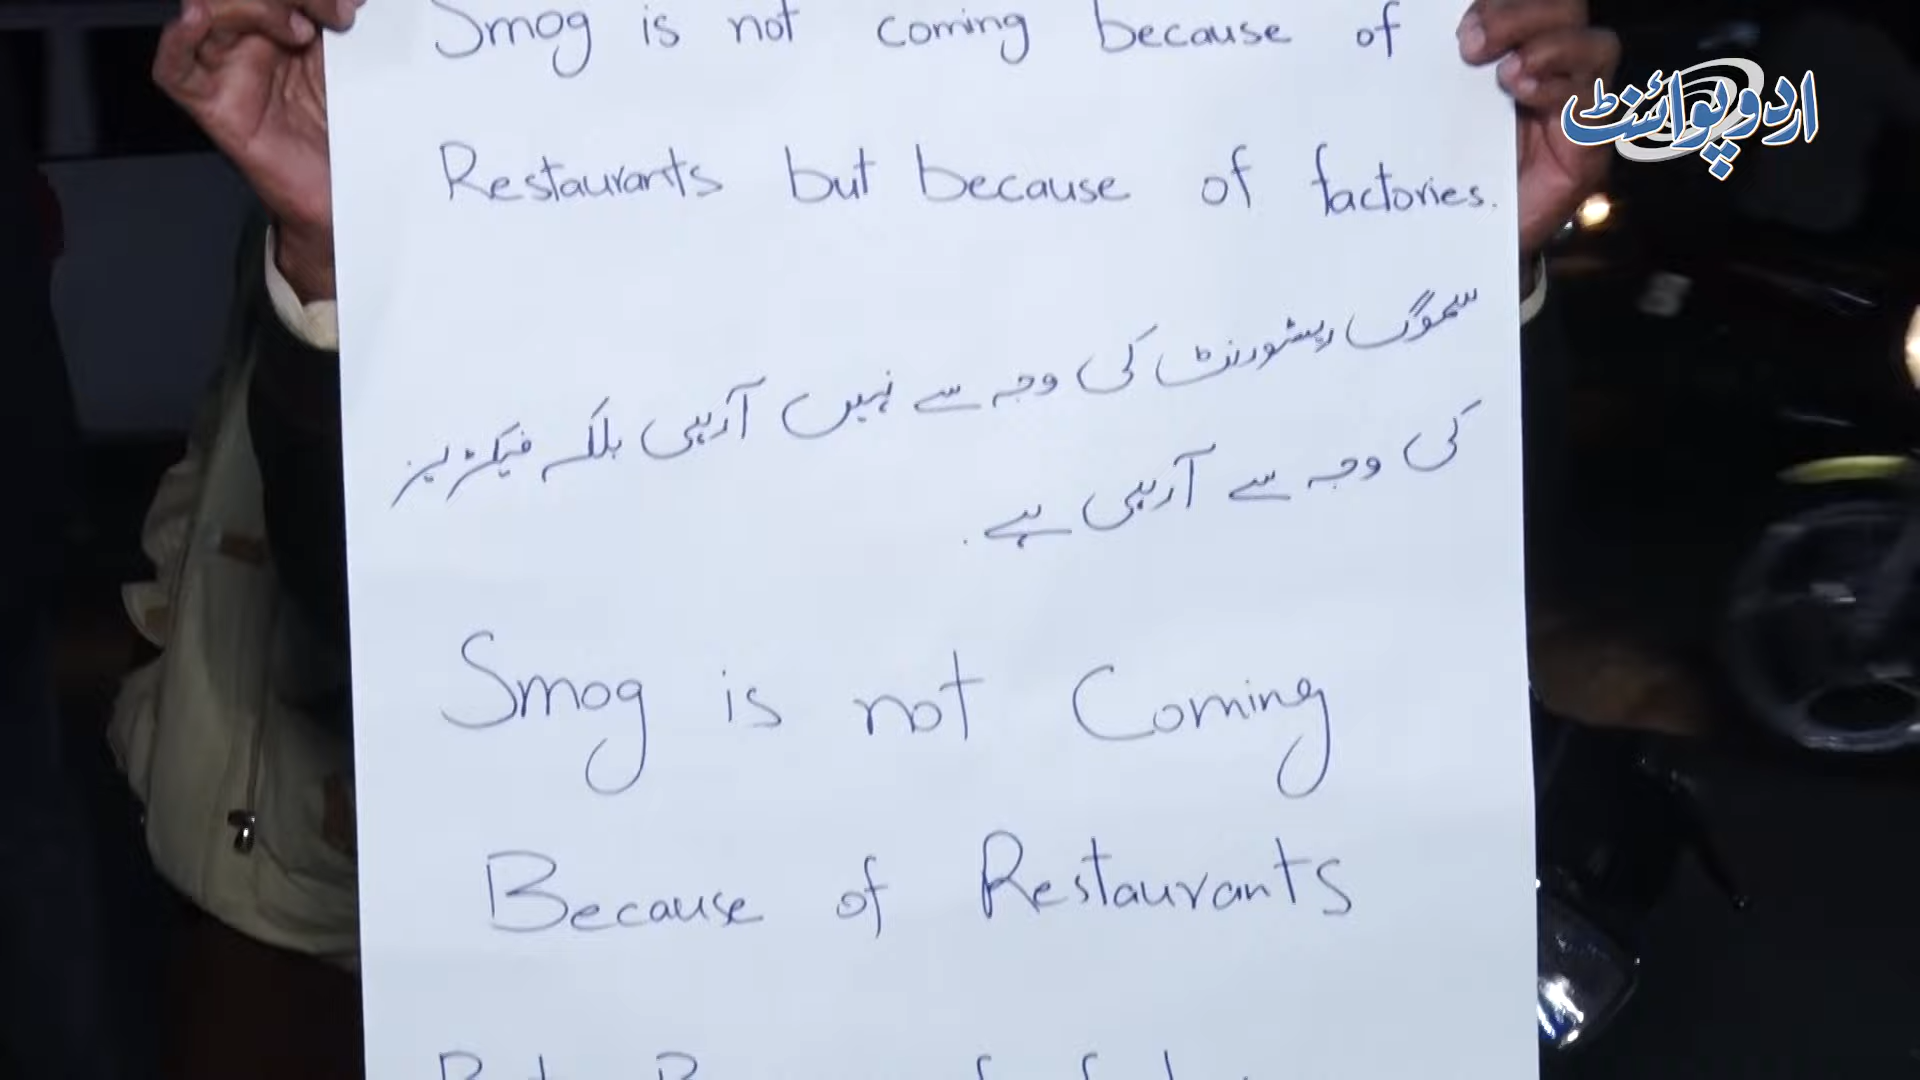 Smog is not coming because of
اردو پوائنٹ
Restaurants but because of factories.
سموگ ریسٹورنٹ کی وجہ سے نہیں آرہی بلکہ فیکڑیز
کی وجہ سے آرہی ہے.
Smog is not Coming
Because of Restaurants